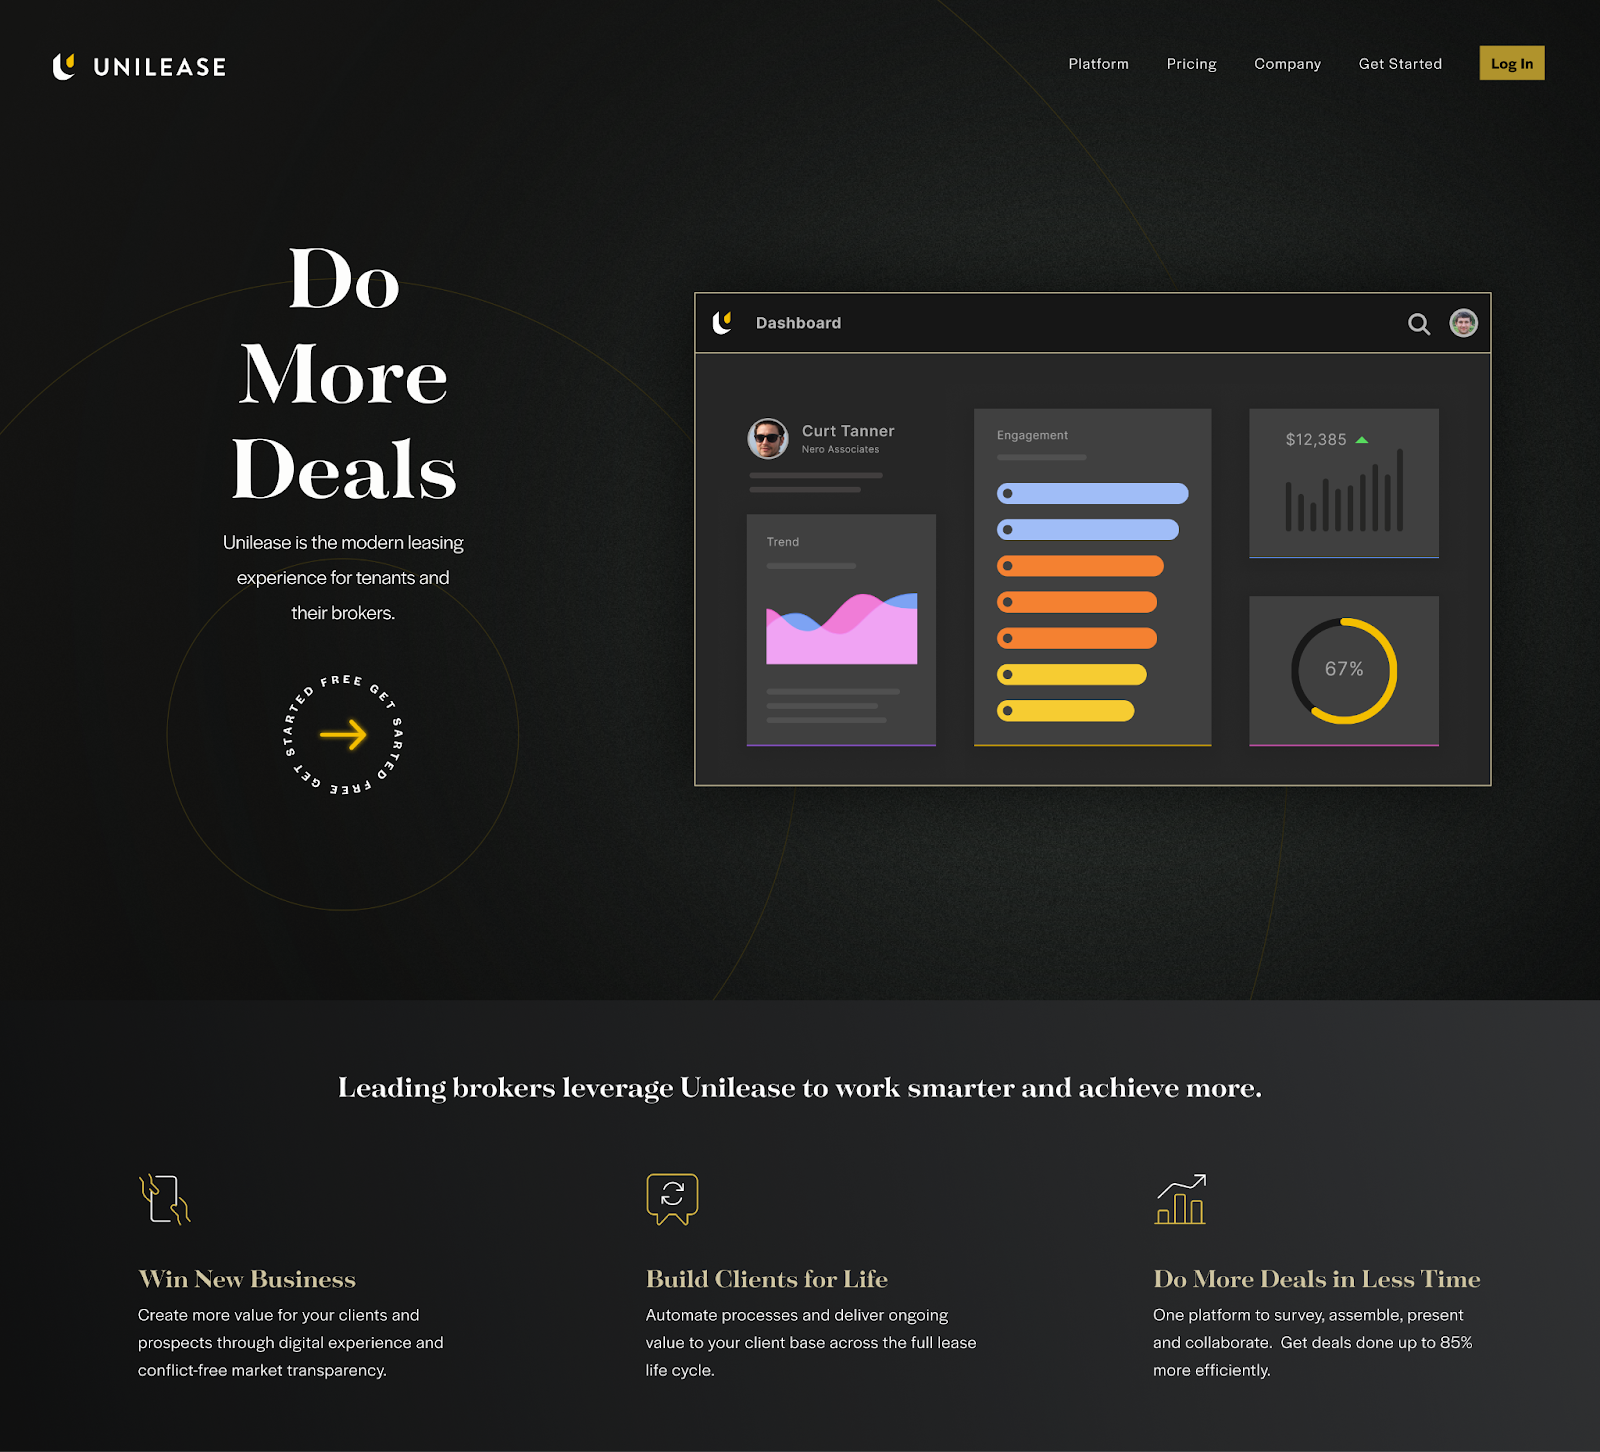 UNILEASE
Platform
Pricing
Company
Get Started
Log In
Do
More
Deals
Unilease is the modern leasing
experience for tenants and
their brokers.
GET STARTED FREE GET SARTED FREE
Dashboard
Curt Tanner
Nero Associates
Trend
Engagement
$12,385
67%
Leading brokers leverage Unilease to work smarter and achieve more.
Win New Business
Create more value for your clients and
prospects through digital experience and
conflict-free market transparency.
Build Clients for Life
Automate processes and deliver ongoing
value to your client base across the full lease
life cycle.
Do More Deals in Less Time
One platform to survey, assemble, present
and collaborate.  Get deals done up to 85%
more efficiently.